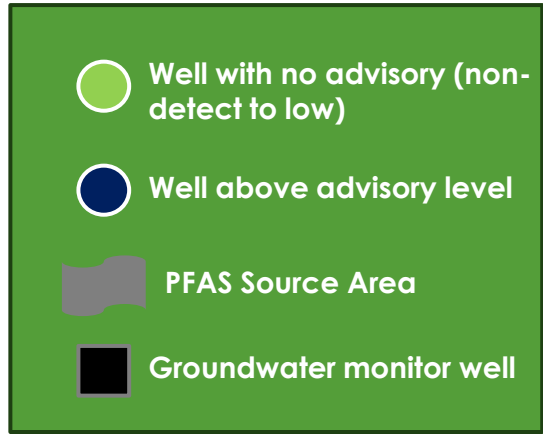 Well with no advisory (non-
detect to low)
Well above advisory level
PFAS Source Area
Groundwater monitor well